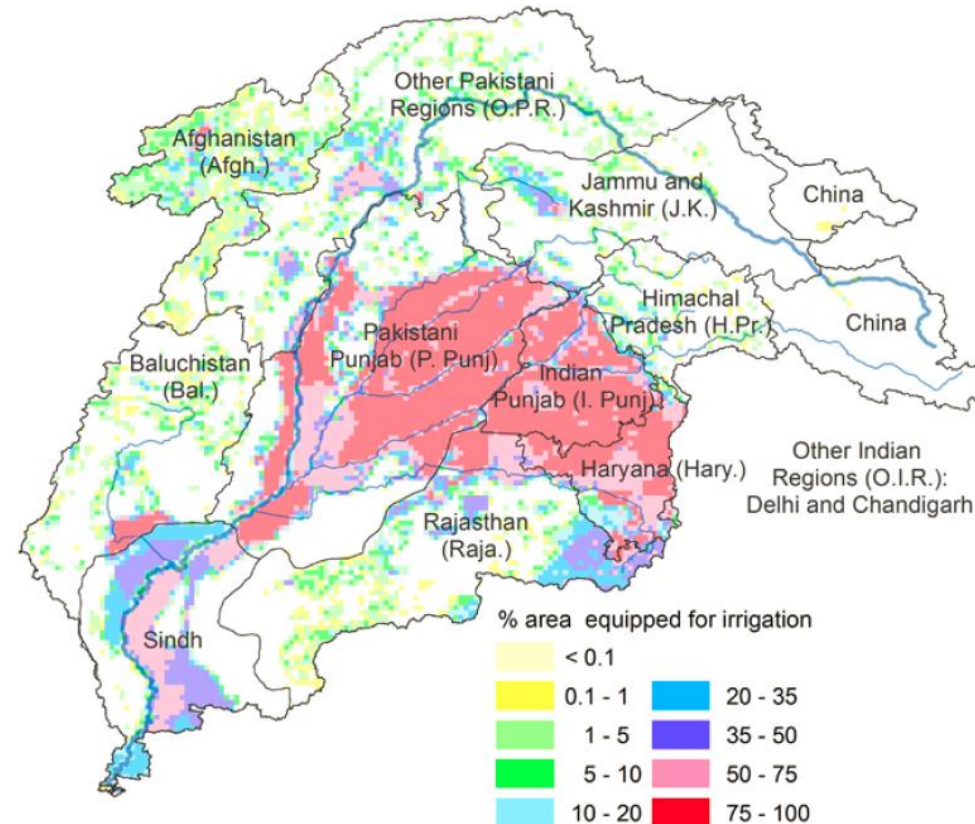 Other Pakistani
Regions (O.P.R.)
Afghanistan
(Afgh.)
Jammu and
Kashmir (J.K.)
China
Himachal
Pradesh (H.Pr.)
China
Pakistani
Punjab (P. Punj)
Baluchistan
(Bal.)
Indian
Punjab (I. Punj)
Haryana (Hary.)
Other Indian
Regions (O.I.R.):
Delhi and Chandigarh
Rajasthan
(Raja.)
Sindh
% area equipped for irrigation
< 0.1
0.1 - 1
1 - 5
5 - 10
10 - 20
20 - 35
35 - 50
50 - 75
75 - 100